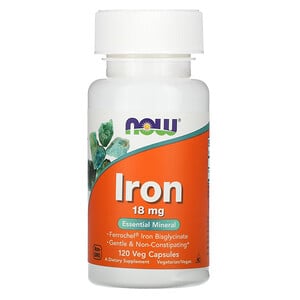 NOW
Iron
18 mg
Essential Mineral
• Ferrochel® Iron Bisglycinate
• Gentle & Non-Constipating*
120 Veg Capsules
A Dietary Supplement Vegetarian/Vegan